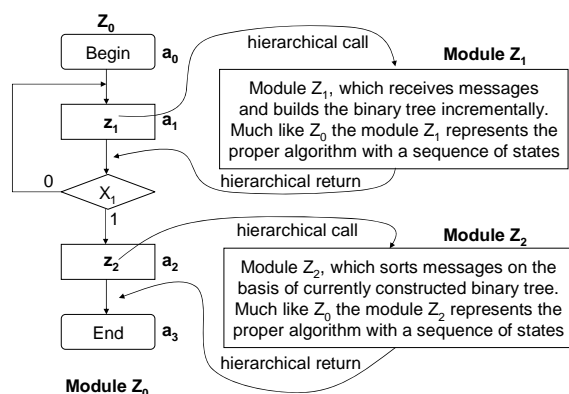 Z0
Begin
a0
hierarchical call
Module Z1
Module Z1, which receives messages
and builds the binary tree incrementally.
Much like Z0 the module Z1 represents the
proper algorithm with a sequence of states
z1
a1
hierarchical return
0
X1
1
hierarchical call
Module Z2
z2
a2
Module Z2, which sorts messages on the
basis of currently constructed binary tree.
Much like Z0 the module Z2 represents the
proper algorithm with a sequence of states
End
a3
hierarchical return
Module Z0